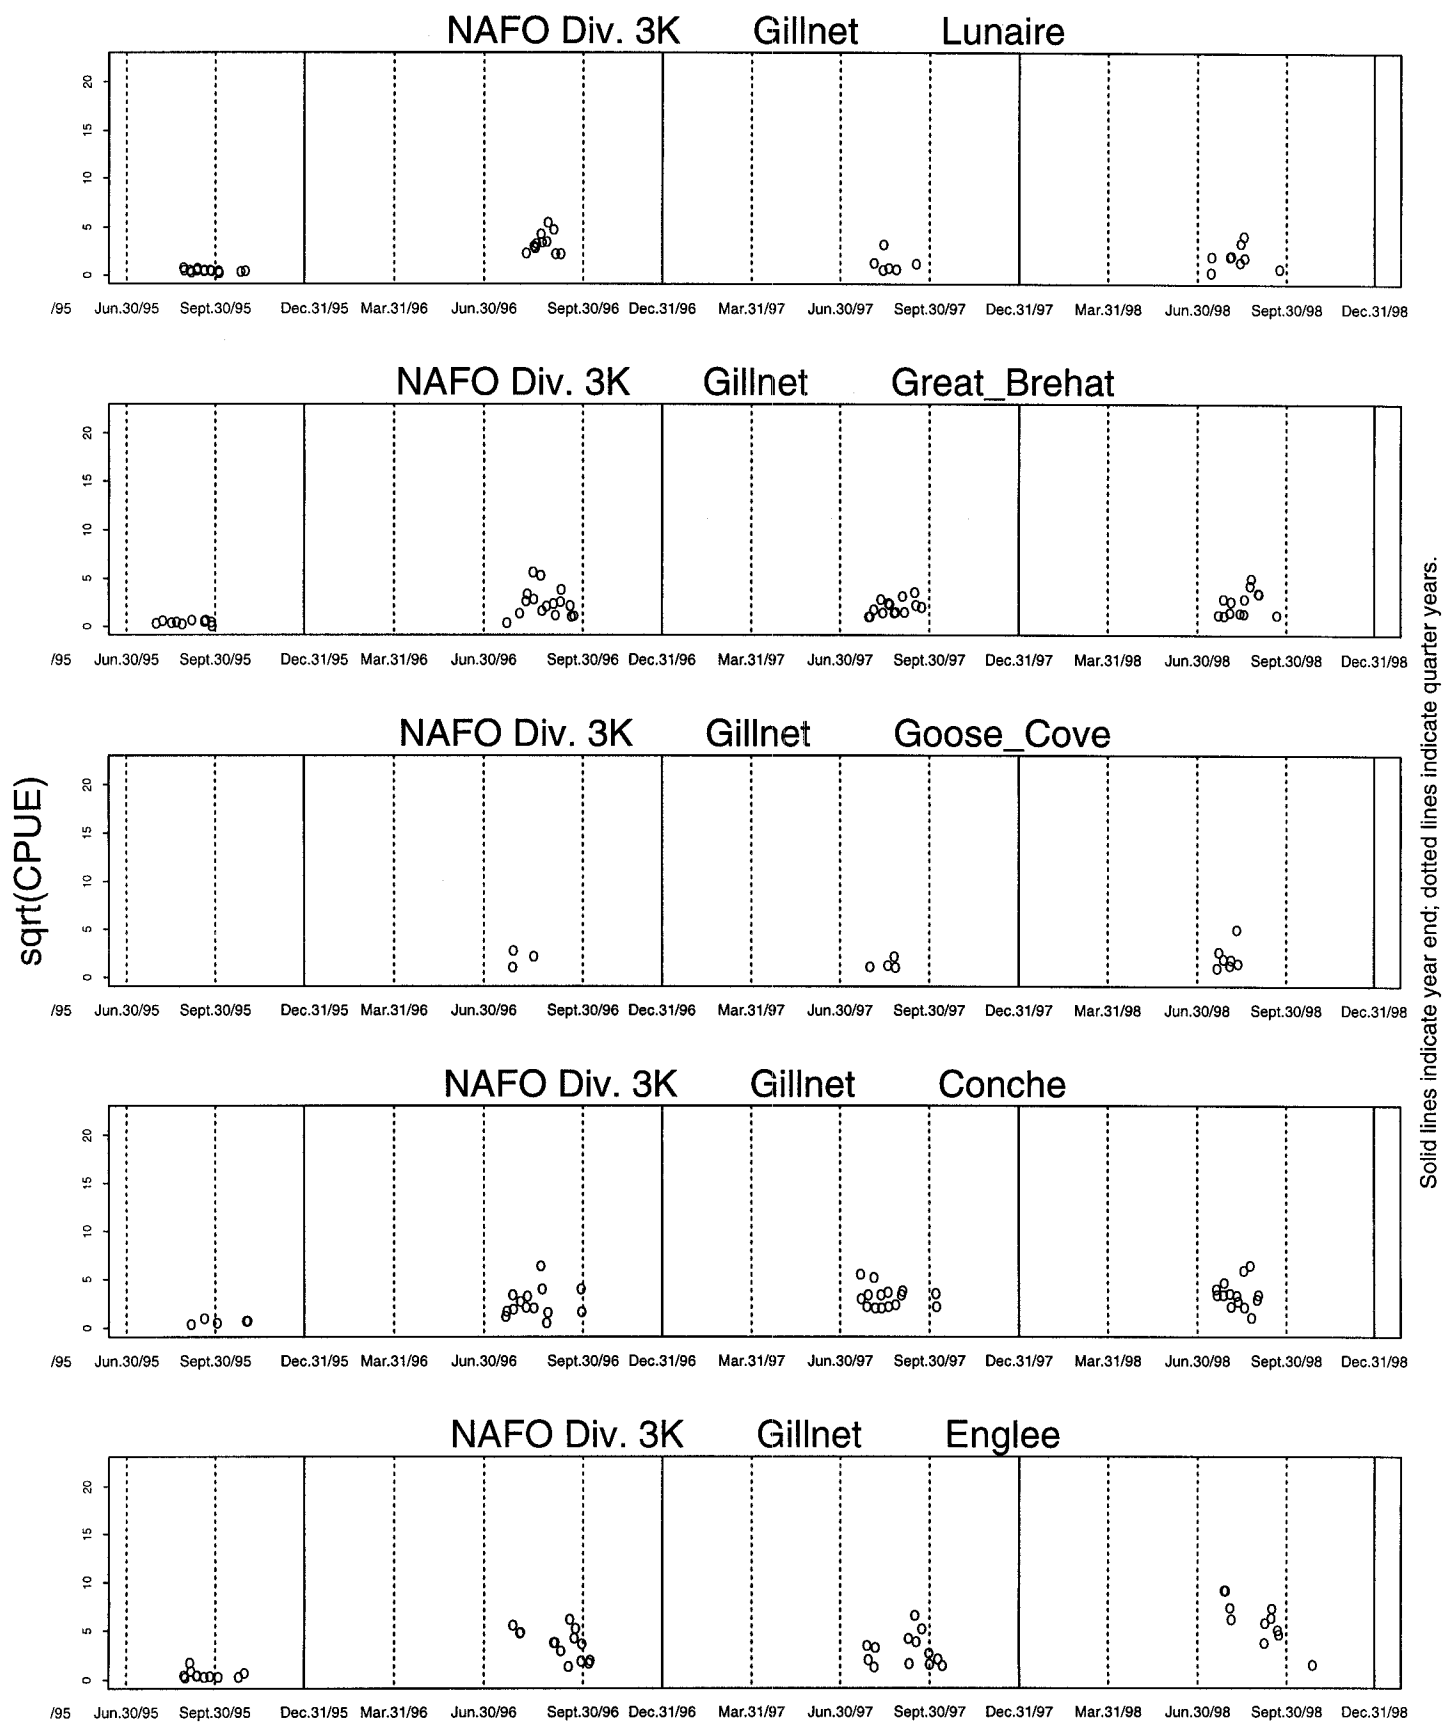 NAFO Div. 3K Gillnet Lunaire
20
15
10
5
0
/95 Jun.30/95 Sept.30/95 Dec.31/95 Mar.31/96 Jun.30/96 Sept.30/96 Dec.31/96 Mar.31/97 Jun.30/97 Sept.30/97 Dec.31/97 Mar.31/98 Jun.30/98 Sept.30/98 Dec.31/98
NAFO Div. 3K Gillnet Great_Brehat
20
15
10
5
0
/95 Jun.30/95 Sept.30/95 Dec.31/95 Mar.31/96 Jun.30/96 Sept.30/96 Dec.31/96 Mar.31/97 Jun.30/97 Sept.30/97 Dec.31/97 Mar.31/98 Jun.30/98 Sept.30/98 Dec.31/98
NAFO Div. 3K Gillnet Goose_Cove
20
15
10
5
0
/95 Jun.30/95 Sept.30/95 Dec.31/95 Mar.31/96 Jun.30/96 Sept.30/96 Dec.31/96 Mar.31/97 Jun.30/97 Sept.30/97 Dec.31/97 Mar.31/98 Jun.30/98 Sept.30/98 Dec.31/98
NAFO Div. 3K Gillnet Conche
20
15
10
5
0
/95 Jun.30/95 Sept.30/95 Dec.31/95 Mar.31/96 Jun.30/96 Sept.30/96 Dec.31/96 Mar.31/97 Jun.30/97 Sept.30/97 Dec.31/97 Mar.31/98 Jun.30/98 Sept.30/98 Dec.31/98
NAFO Div. 3K Gillnet Englee
20
15
10
5
0
/95 Jun.30/95 Sept.30/95 Dec.31/95 Mar.31/96 Jun.30/96 Sept.30/96 Dec.31/96 Mar.31/97 Jun.30/97 Sept.30/97 Dec.31/97 Mar.31/98 Jun.30/98 Sept.30/98 Dec.31/98
sqrt(CPUE)
Solid lines indicate year end; dotted lines indicate quarter years.